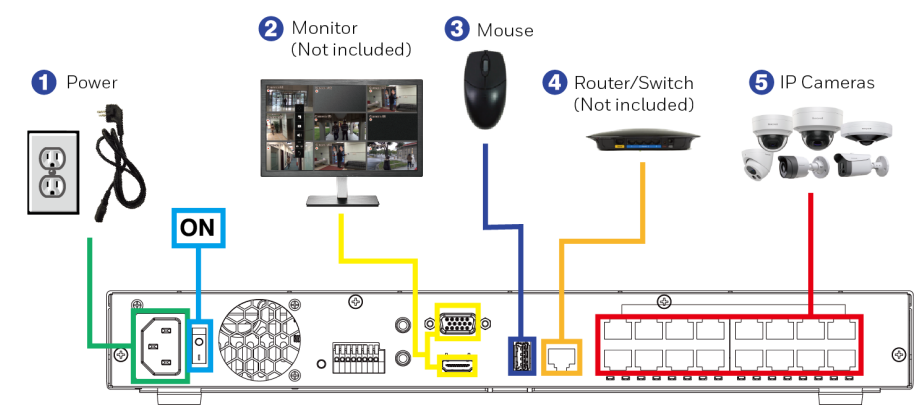 1 Power
2 Monitor
(Not included)
3 Mouse
4 Router/Switch
(Not included)
5 IP Cameras
ON